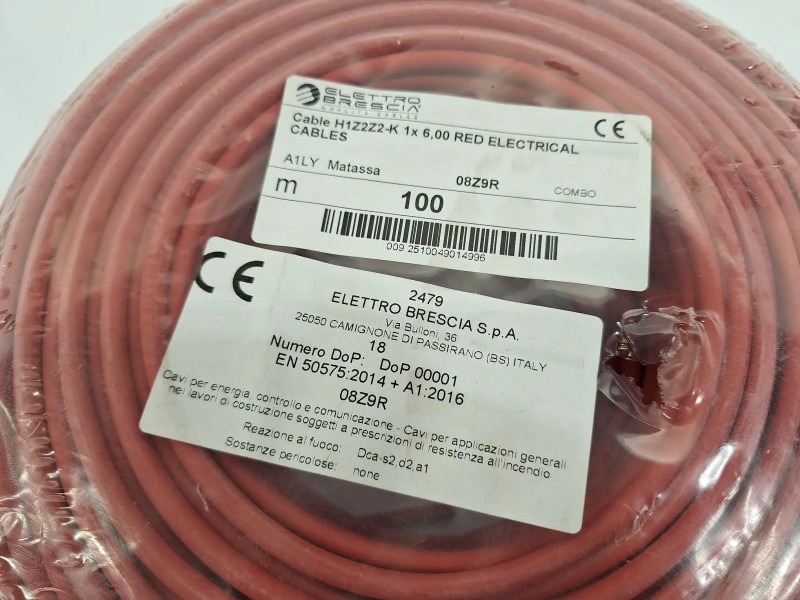 ELETTRO
BRESCIA
QUALITY CABLES
CE
Cable H1Z2Z2-K 1x 6,00 RED ELECTRICAL
CABLES
A1LY Matassa 08Z9R COMBO
m 100
009 2510049014996
CE
2479
ELETTRO BRESCIA S.p.A.
Via Bulloni, 36
25050 CAMIGNONE DI PASSIRANO (BS) ITALY
18
Numero DoP: DoP 00001
EN 50575:2014 + A1:2016
08Z9R
Cavi per energia, controllo e comunicazione - Cavi per applicazioni generali
nei lavori di costruzione soggetti a prescrizioni di resistenza all'incendio
Reazione al fuoco: Dca-s2,d2,a1
Sostanze pericolose: none